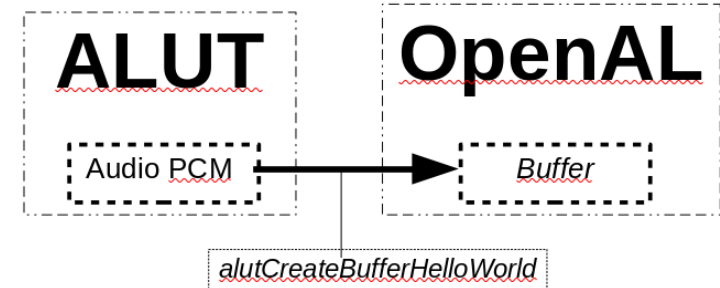 ALUT
OpenAL
Audio PCM
Buffer
alutCreateBufferHelloWorld